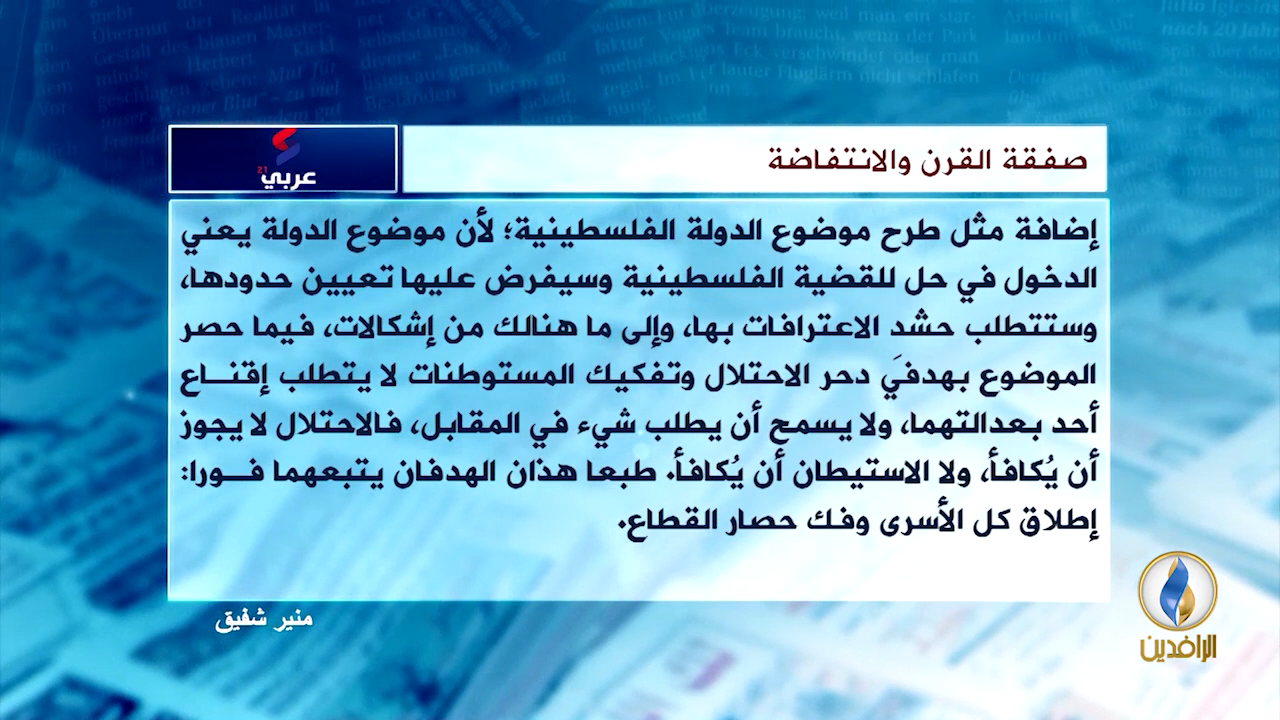 صفقة القرن والانتفاضة
عربي
21
إضافة مثل طرح موضوع الدولة الفلسطينية؛ لأن موضوع الدولة يعني
الدخول في حل للقضية الفلسطينية وسيفرض عليها تعيين حدودها،
وستتطلب حشد الاعترافات بها، وإلى ما هنالك من إشكالات، فيما حصر
الموضوع بهدفيَ دحر الاحتلال وتفكيك المستوطنات لا يتطلب إقنــاع
أحد بعدالتهما، ولا يسمح أن يطلب شيء في المقابل، فالاحتلال لا يجوز
أن يُكافأ، ولا الاستيطان أن يُكافأ. طبعا هذان الهدفان يتبعهما فــورا:
إطلاق كل الأسرى وفك حصار القطاع.
منير شفيق
الرافدين